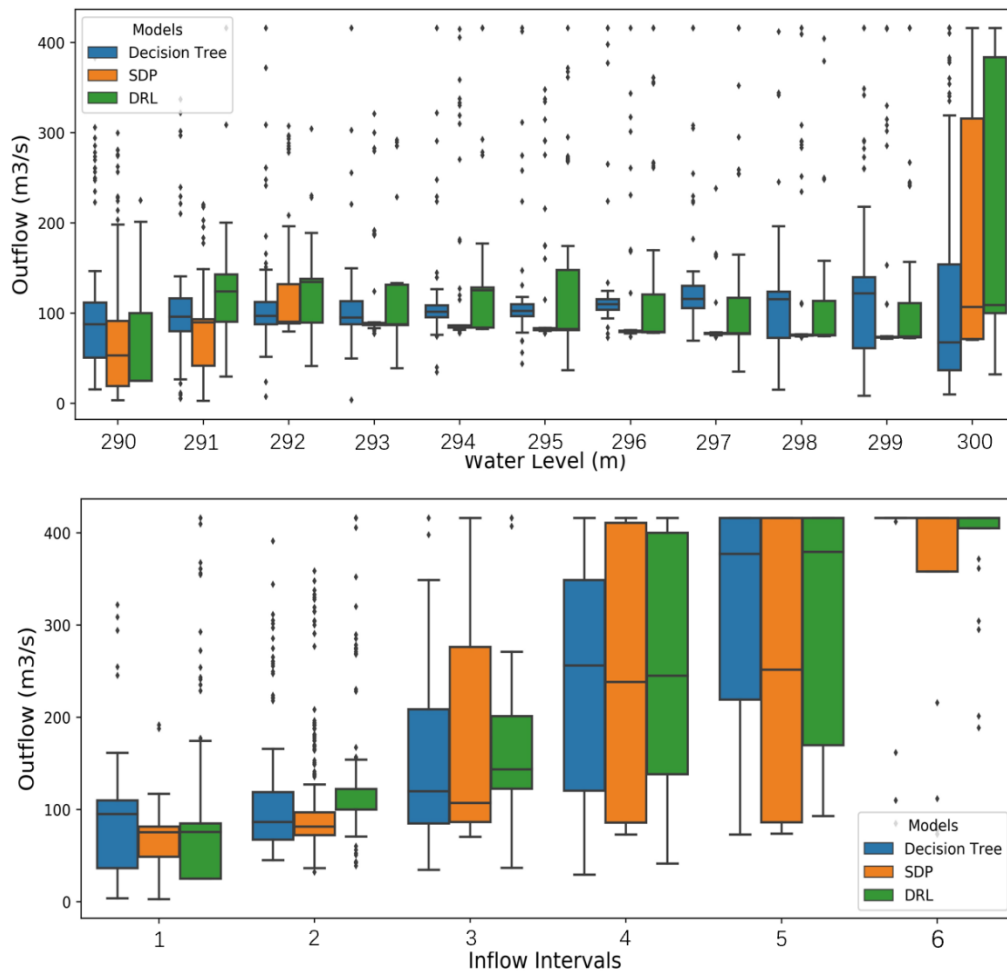 Models
Decision Tree
SDP
DRL
Outflow (m3/s)
400
300
200
100
0
290 291 292 293 294 295 296 297 298 299 300
Water Level (m)
Outflow (m3/s)
400
300
200
100
0
Models
Decision Tree
SDP
DRL
1 2 3 4 5 6
Inflow Intervals